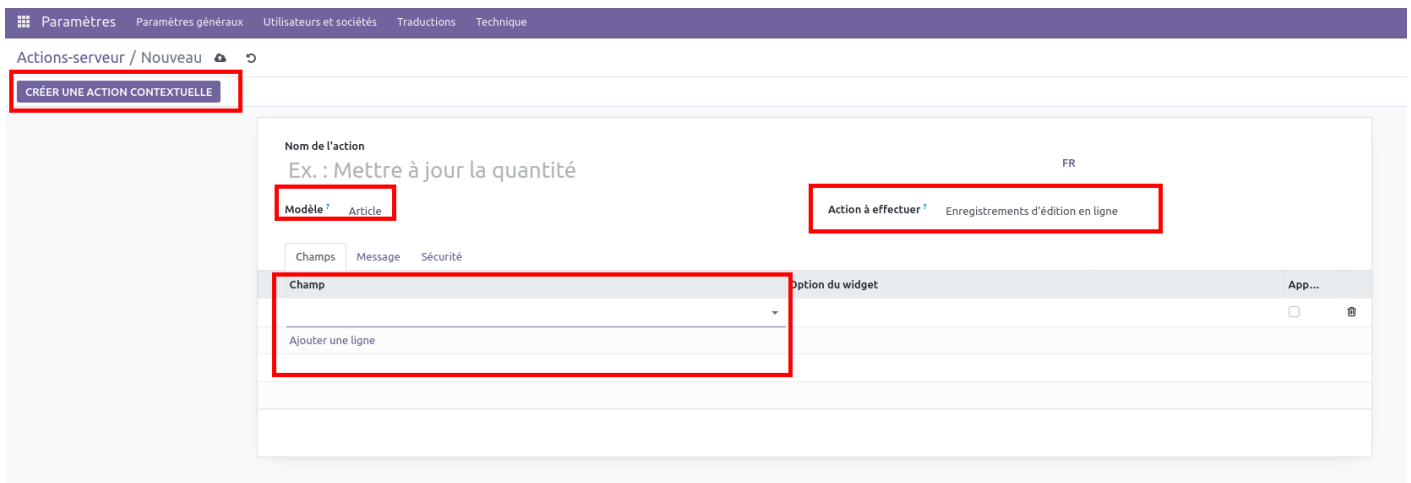 Paramètres Paramètres généraux Utilisateurs et sociétés Traductions Technique
Actions-serveur / Nouveau
CRÉER UNE ACTION CONTEXTUELLE
Nom de l'action
Ex. : Mettre à jour la quantité
FR
Modèle ? Article
Action à effectuer ? Enregistrements d'édition en ligne
Champs Message Sécurité
Champ Option du widget App...
Ajouter une ligne